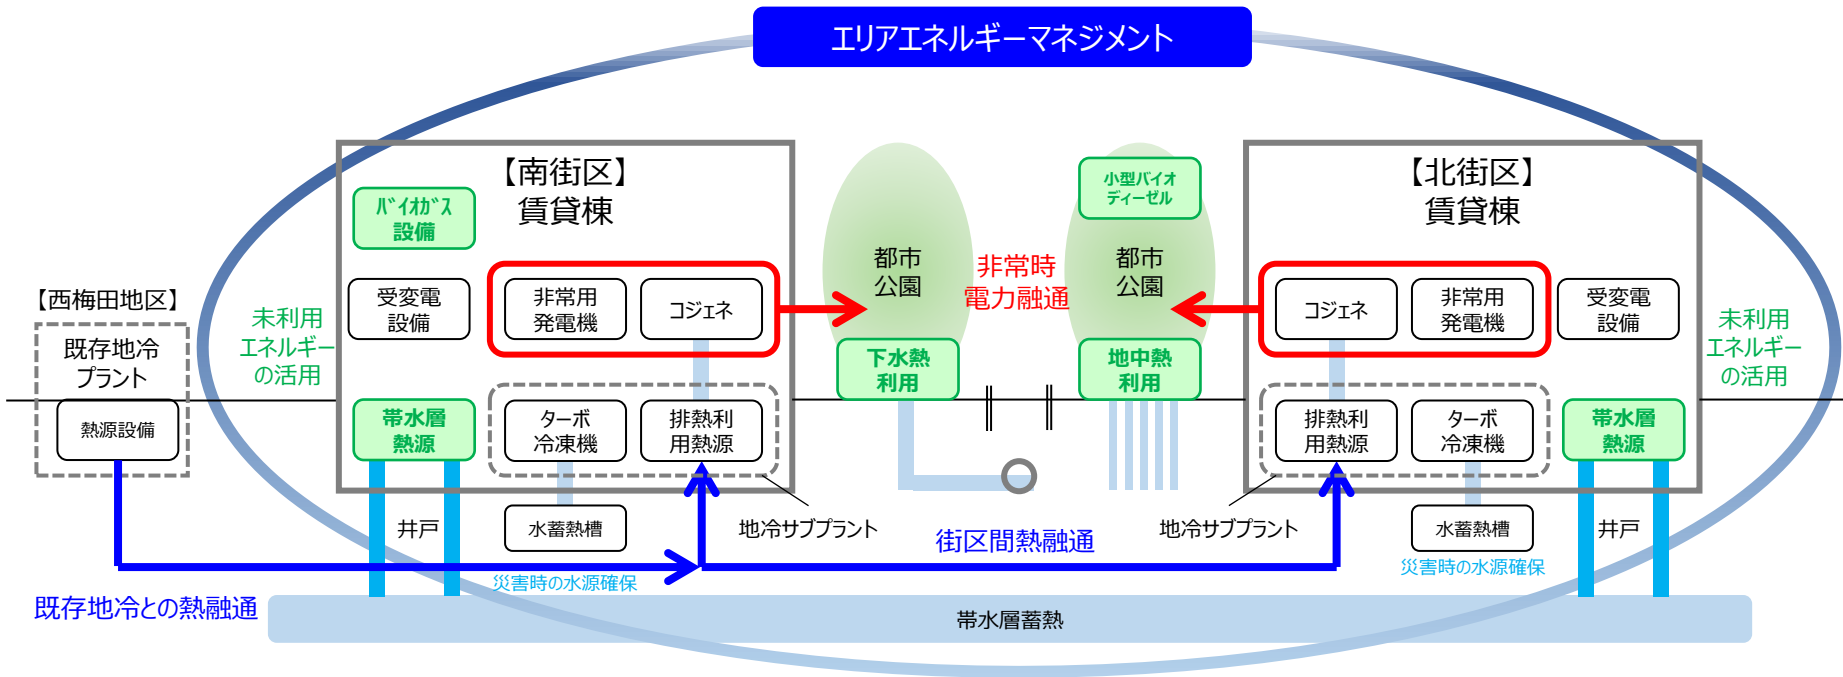 エリアエネルギーマネジメント
【南街区】
賃貸棟
ﾊﾞｲｵｶﾞｽ
設備
受変電
設備
非常用
発電機
コジェネ
帯水層
熱源
ターボ
冷凍機
排熱利
用熱源
井戸
水蓄熱槽
災害時の水源確保
地冷サブプラント
【西梅田地区】
既存地冷
プラント
熱源設備
未利用
エネルギー
の活用
既存地冷との熱融通
都市
公園
下水熱
利用
非常時
電力融通
小型バイオ
ディーゼル
都市
公園
地中熱
利用
街区間熱融通
【北街区】
賃貸棟
コジェネ
非常用
発電機
受変電
設備
排熱利
用熱源
ターボ
冷凍機
帯水層
熱源
地冷サブプラント
水蓄熱槽
災害時の水源確保
井戸
未利用
エネルギー
の活用
帯水層蓄熱